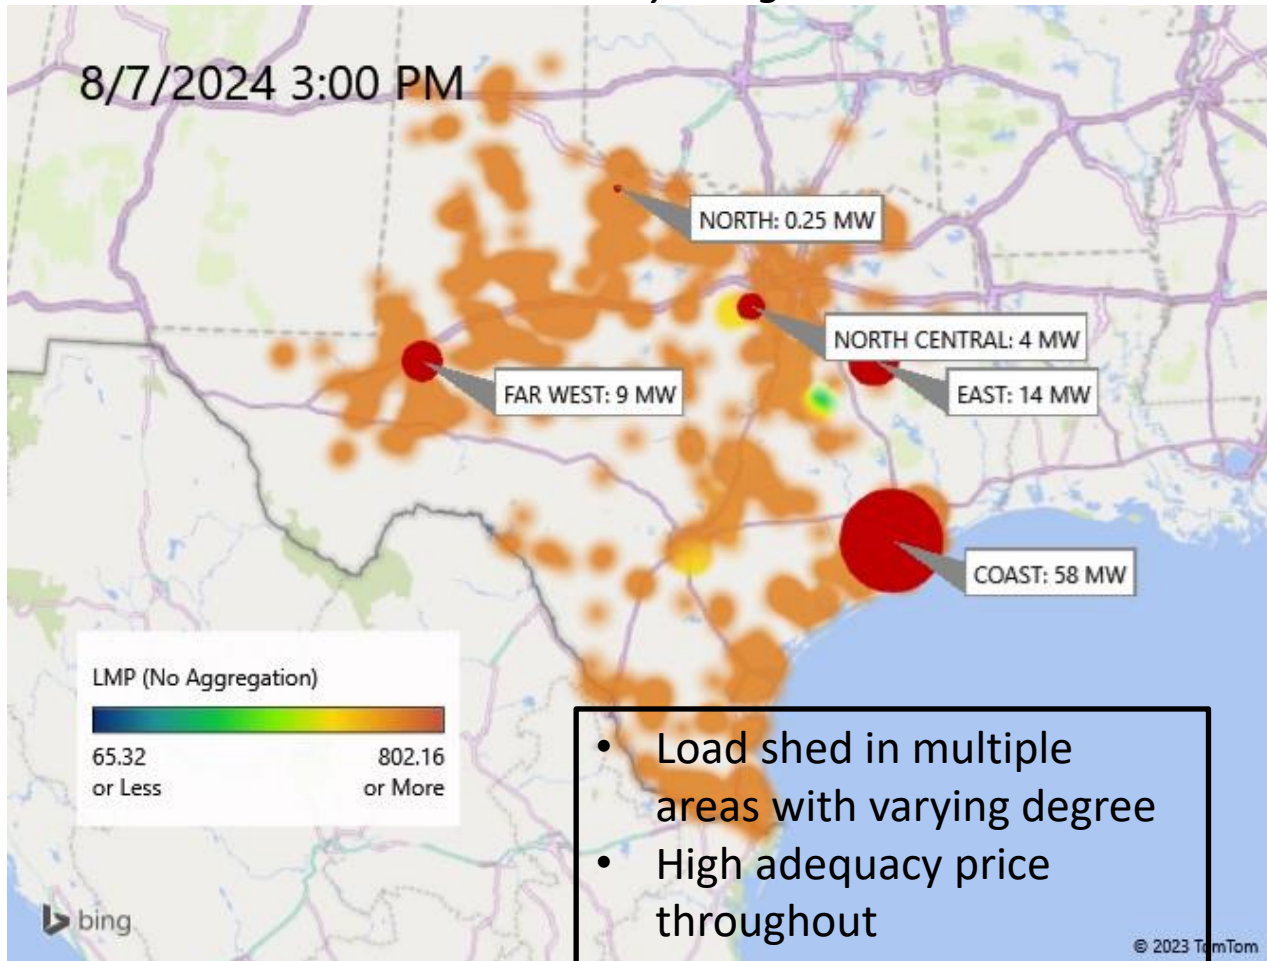 8/7/2024 3:00 PM
NORTH: 0.25 MW
NORTH CENTRAL: 4 MW
FAR WEST: 9 MW
EAST: 14 MW
COAST: 58 MW
LMP (No Aggregation)
65.32
or Less
802.16
or More
• Load shed in multiple
areas with varying degree
• High adequacy price
throughout
bing
© 2023 TomTom